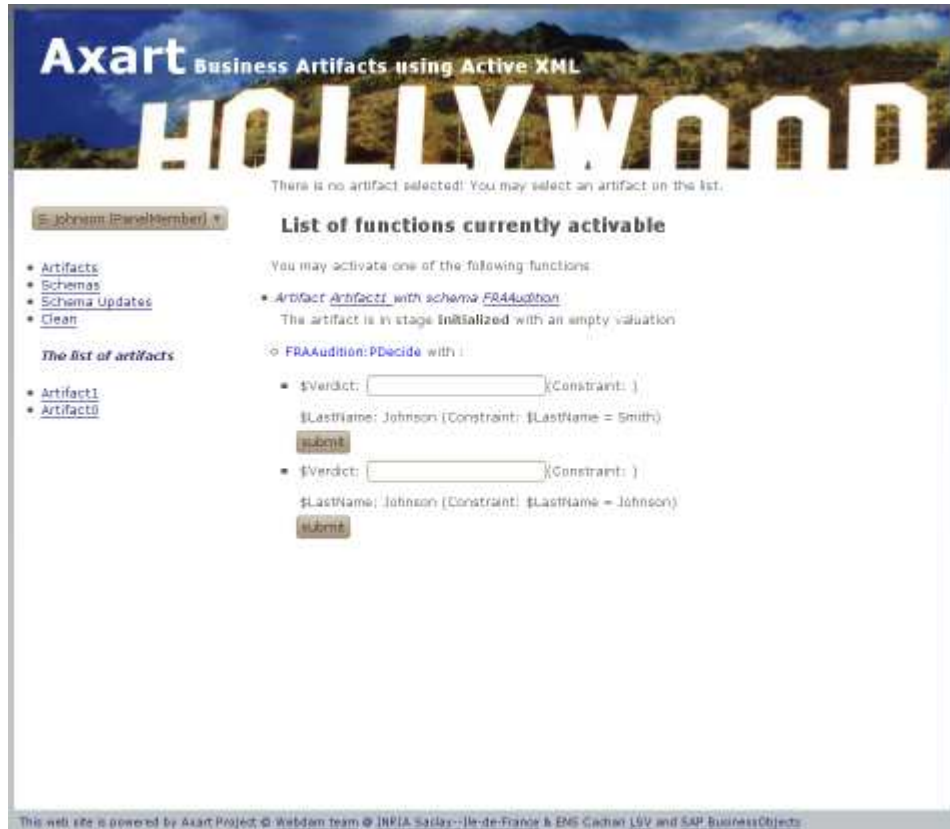 Axart Business Artifacts using Active XML
HOLLYWOOD
There is no artifact selected! You may select an artifact on the list.
S. Johnson (PanelMember)
List of functions currently activable
Artifacts
Schemas
Schema Updates
Clean
You may activate one of the following functions
Artifact Artifact1 with schema FRAAudition
The artifact is in stage Initialized with an empty valuation
The list of artifacts
FRAAudition:PDecide with :
Artifact1
Artifact0
$Verdict: (Constraint: )
$LastName: Johnson (Constraint: $LastName = Smith)
submit
$Verdict: (Constraint: )
$LastName: Johnson (Constraint: $LastName = Johnson)
submit
This web site is powered by Axart Project @ Webdam team @ INRIA Saclay--Ile-de-France & ENS Cachan LSV and SAP BusinessObjects